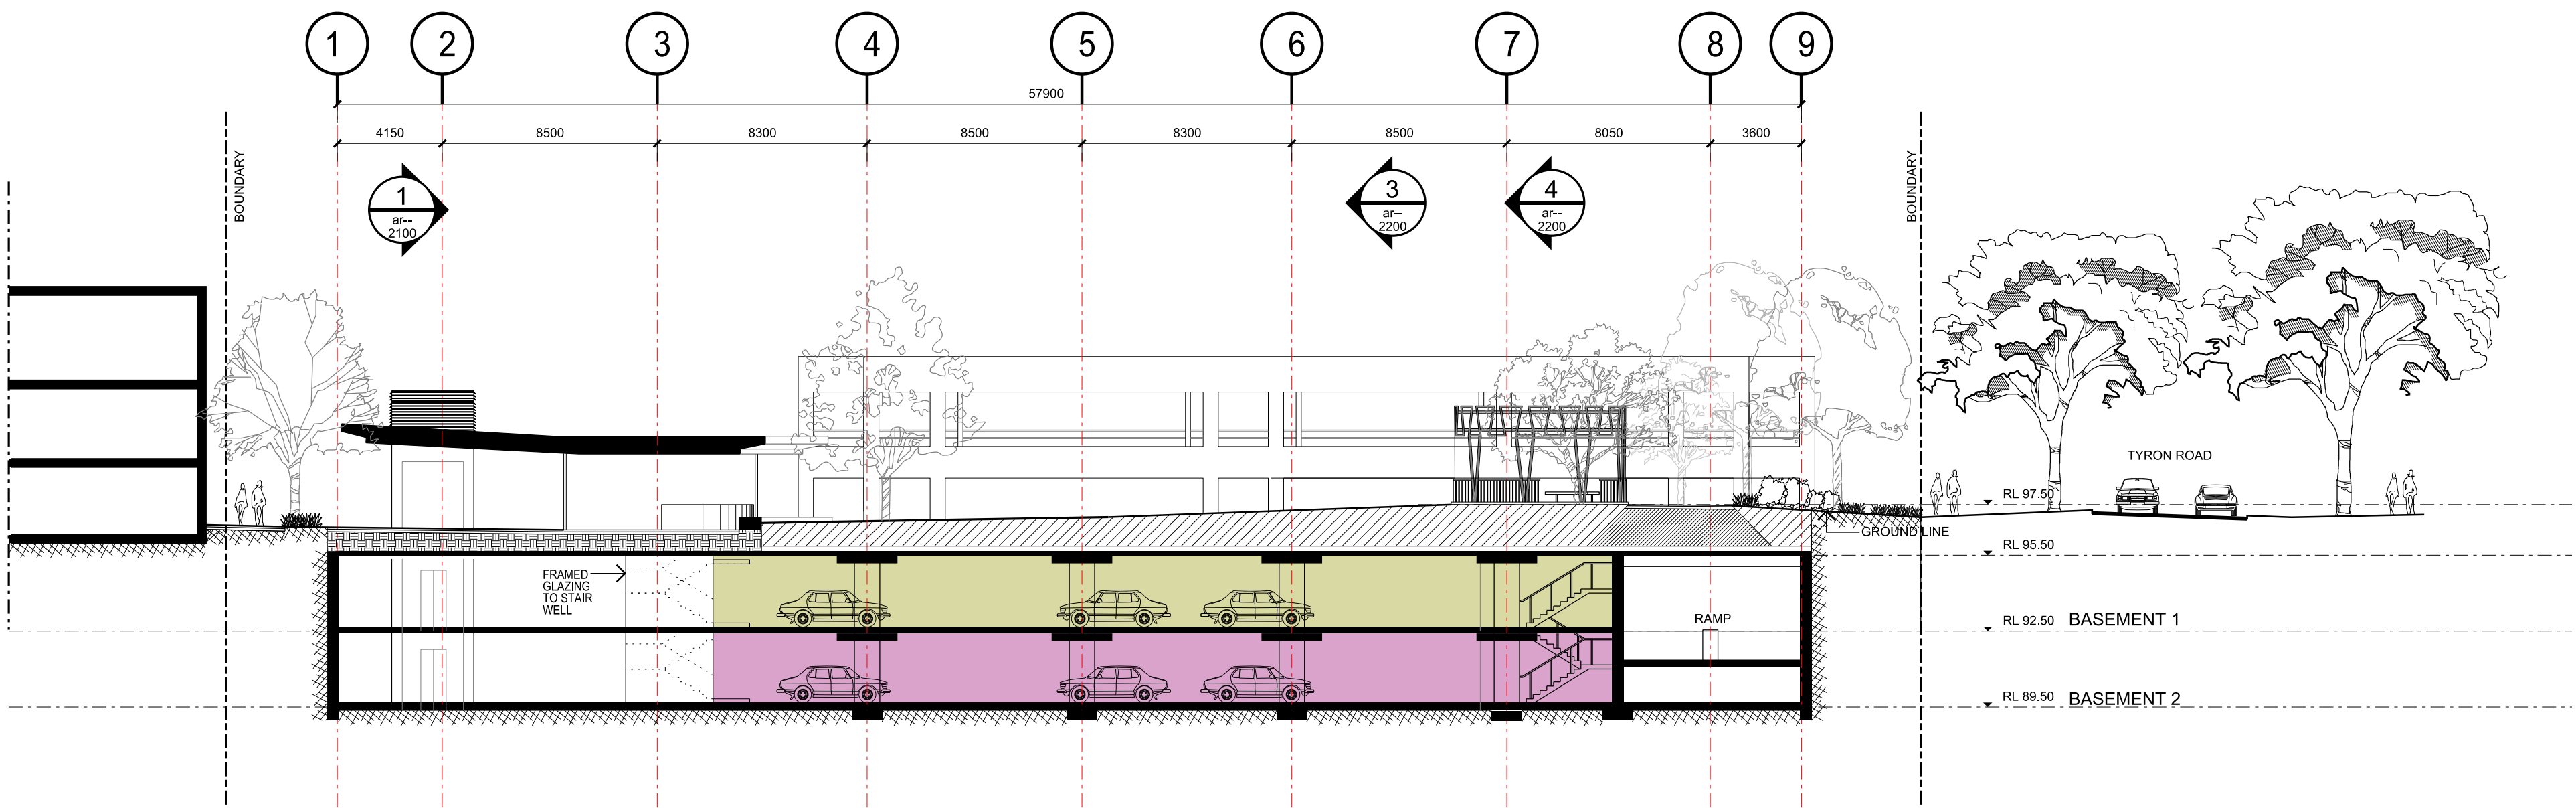 1 2 3 4 5 6 7 8 9
57900
4150 8500 8300 8500 8300 8500 8050 3600
BOUNDARY
BOUNDARY
1
ar--
2100
3
ar--
2200
4
ar--
2200
TYRON ROAD
RL 97.50
GROUND LINE
RL 95.50
FRAMED
GLAZING
TO STAIR
WELL
RAMP
RL 92.50 BASEMENT 1
RL 89.50 BASEMENT 2